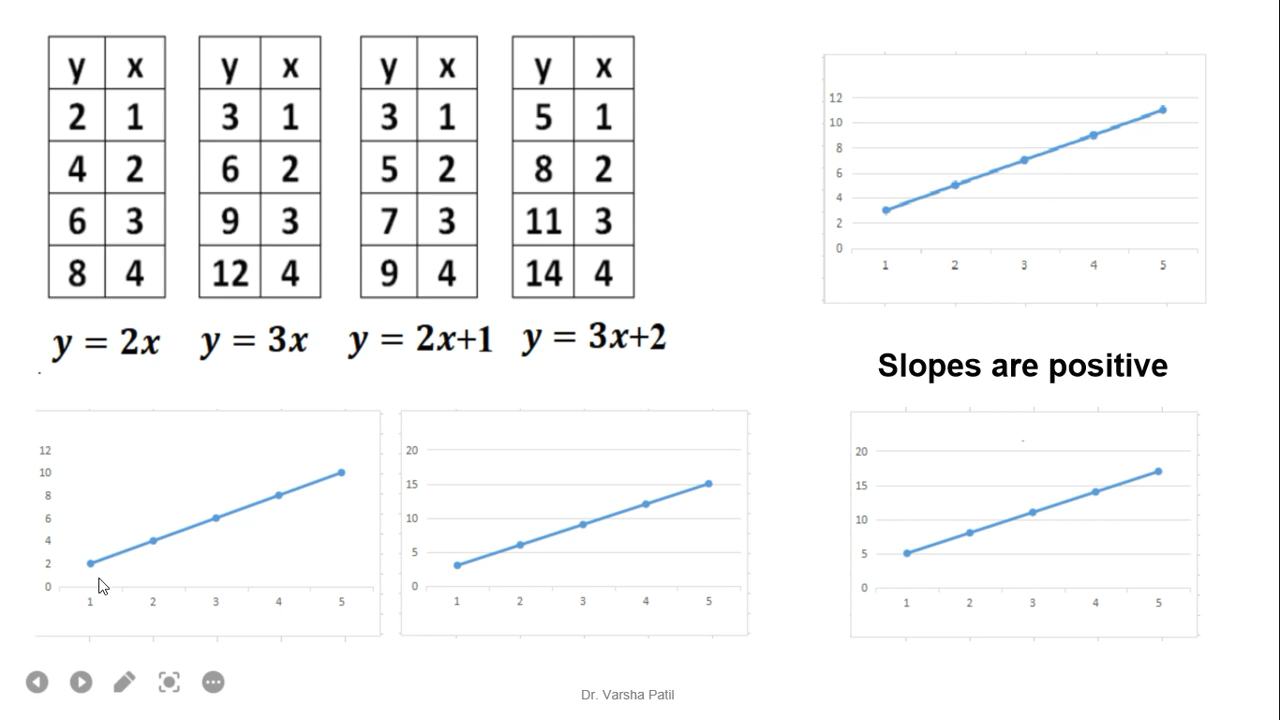 y x y x y x y x
2 1 3 1 3 1 5 1
4 2 6 2 5 2 8 2
6 3 9 3 7 3 11 3
8 4 12 4 9 4 14 4
y = 2x y = 3x y = 2x+1 y = 3x+2
12
10
8
6
4
2
0
1 2 3 4 5
Slopes are positive
12
10
8
6
4
2
0
1 2 3 4 5
20
15
10
5
0
1 2 3 4 5
20
15
10
5
0
1 2 3 4 5
Dr. Varsha Patil